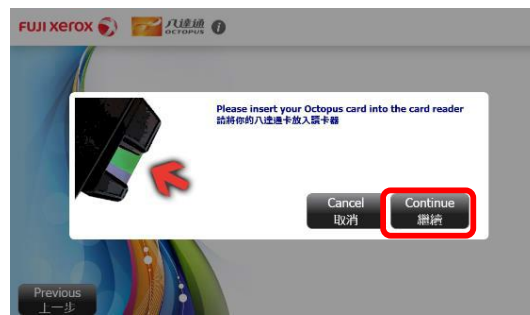 FUJI XEROX 八達通
OCTOPUS i
Please insert your Octopus card into the card reader
請將你的八達通卡放入讀卡器
Cancel
取消
Continue
繼續
Previous
上一步